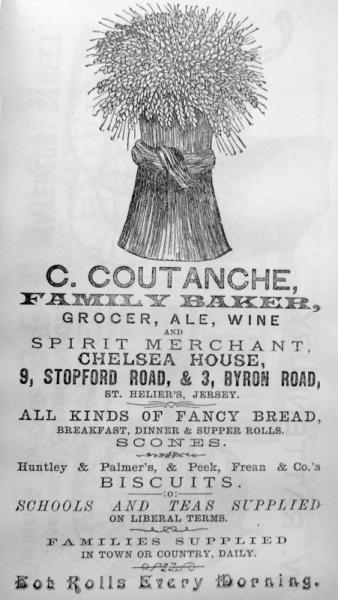 C. COUTANCHE,
FAMILY BAKER,
GROCER, ALE, WINE
AND
SPIRIT MERCHANT,
CHELSEA HOUSE,
9, STOPFORD ROAD, & 3, BYRON ROAD,
ST. HELIER'S, JERSEY.
ALL KINDS OF FANCY BREAD,
BREAKFAST, DINNER & SUPPER ROLLS.
SCONES.
Huntley & Palmer's, & Peek, Frean & Co.'s
BISCUITS.
:o:
SCHOOLS AND TEAS SUPPLIED
ON LIBERAL TERMS.
FAMILIES SUPPLIED
IN TOWN OR COUNTRY, DAILY.
Hot Rolls Every Morning.